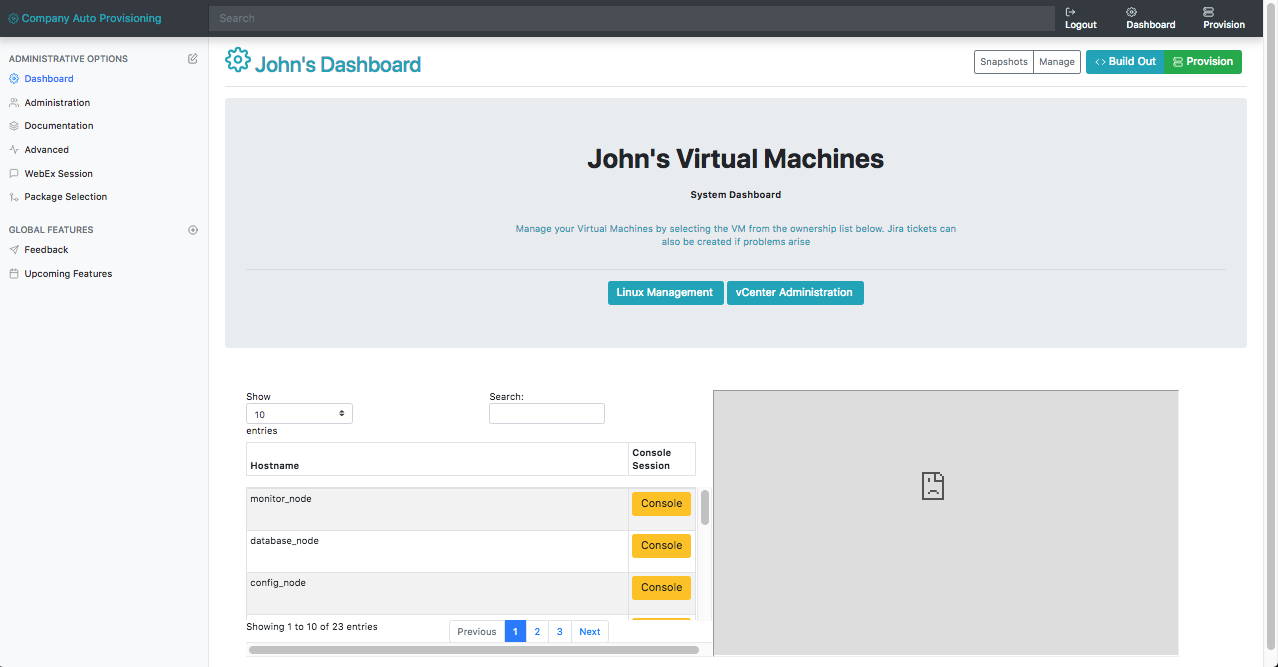 Company Auto Provisioning
Search
Logout
Dashboard
Provision
ADMINISTRATIVE OPTIONS
Dashboard
Administration
Documentation
Advanced
WebEx Session
Package Selection
GLOBAL FEATURES
Feedback
Upcoming Features
John's Dashboard
Snapshots
Manage
Build Out
Provision
John's Virtual Machines
System Dashboard
Manage your Virtual Machines by selecting the VM from the ownership list below. Jira tickets can
also be created if problems arise
Linux Management
vCenter Administration
Show
10
entries
Search:
Hostname
Console
Session
monitor_node
Console
database_node
Console
config_node
Console
Showing 1 to 10 of 23 entries
Previous
1
2
3
Next